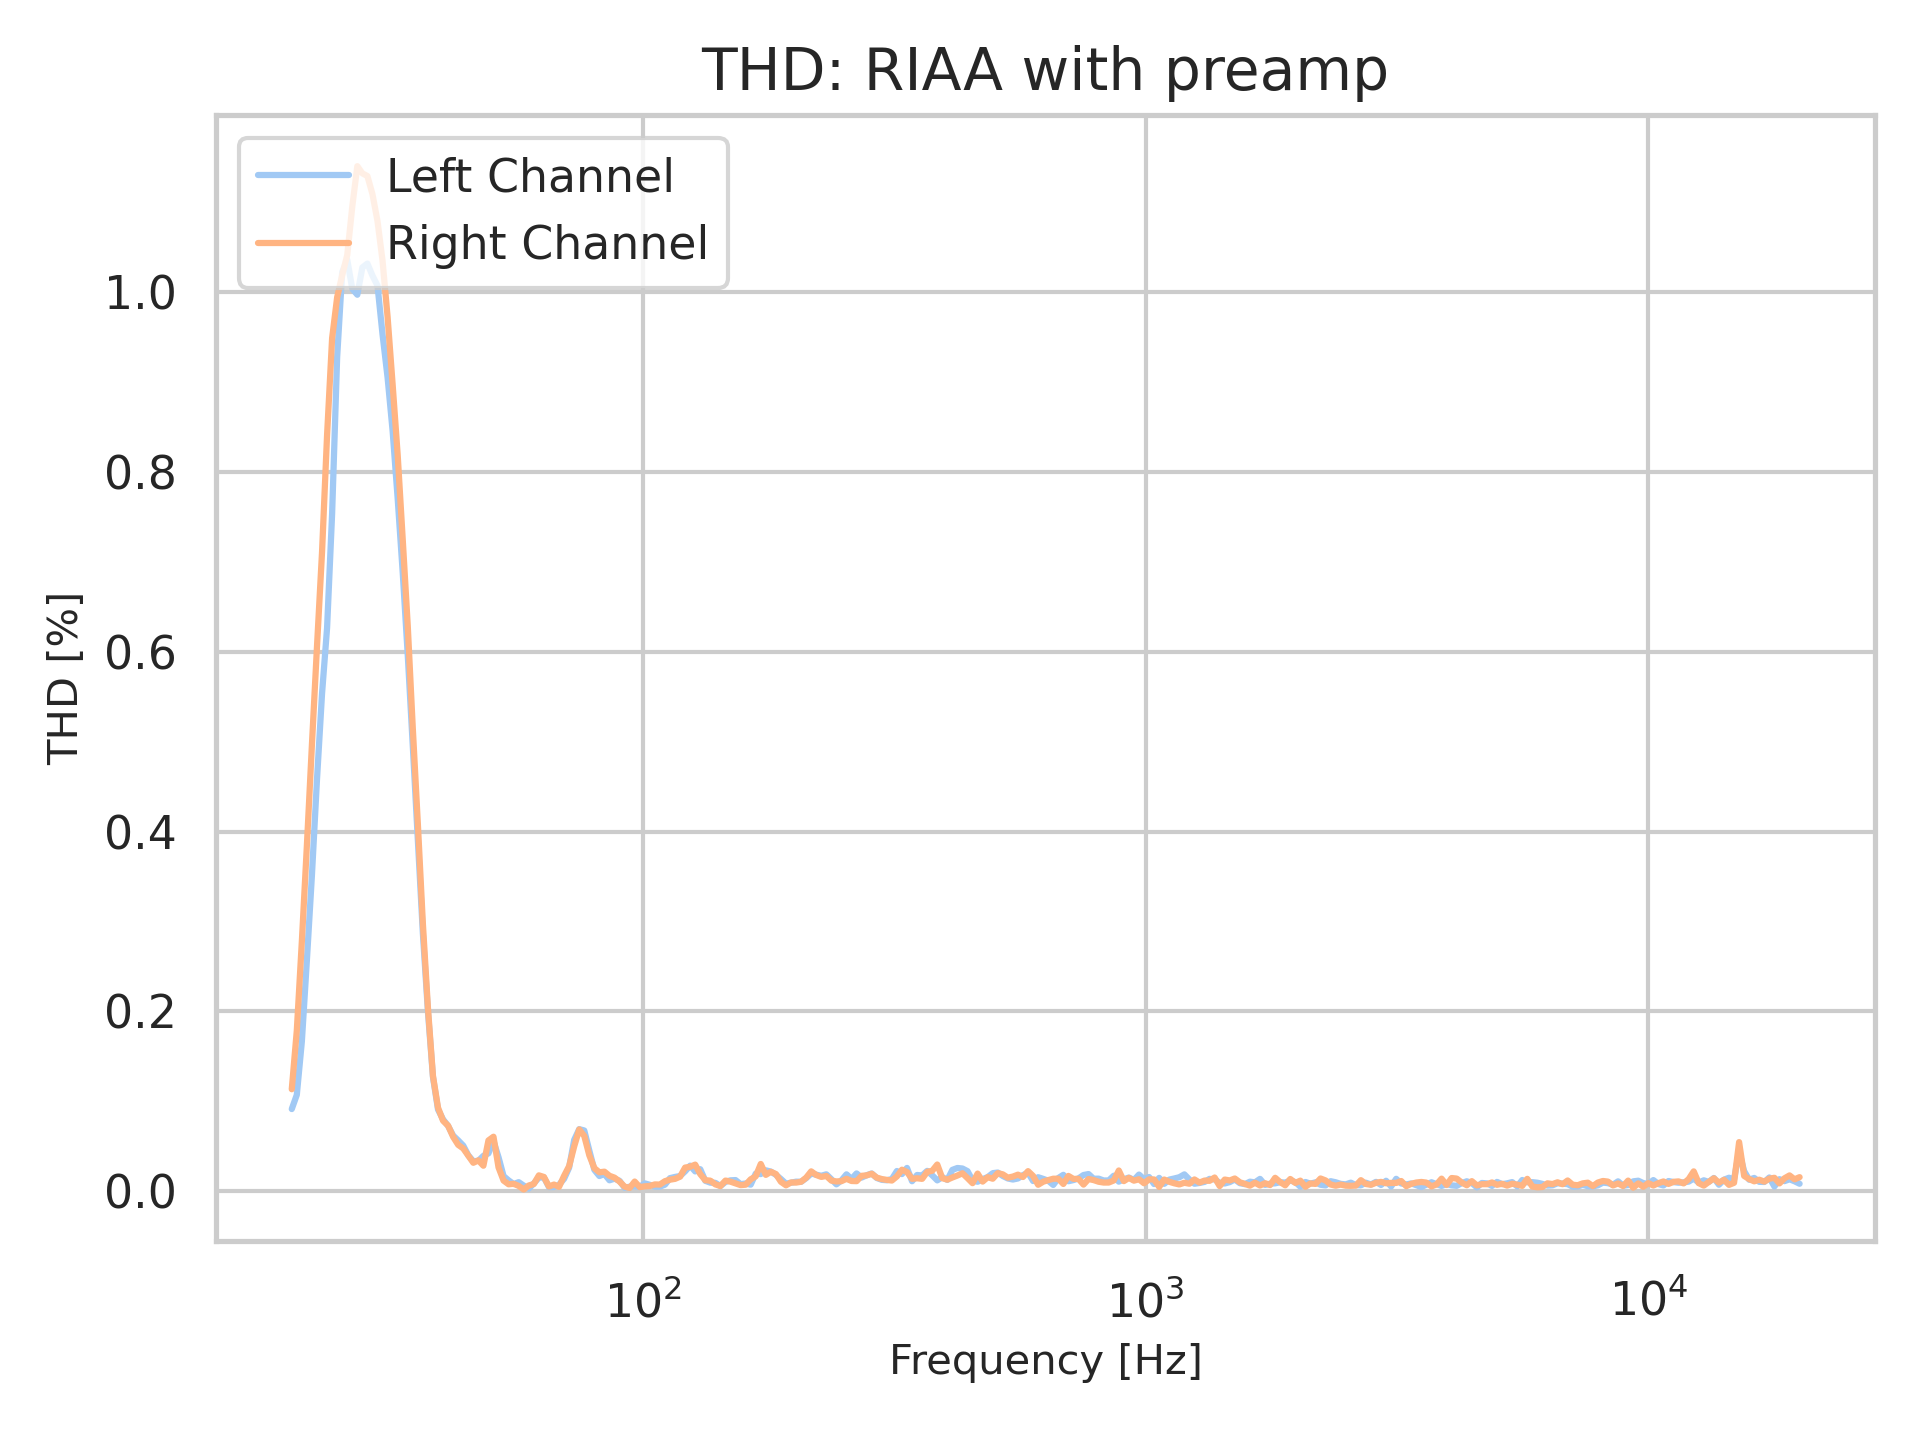 THD: RIAA with preamp
Left Channel
Right Channel
1.0
0.8
0.6
0.4
0.2
0.0
THD [%]
10²
10³
10⁴
Frequency [Hz]